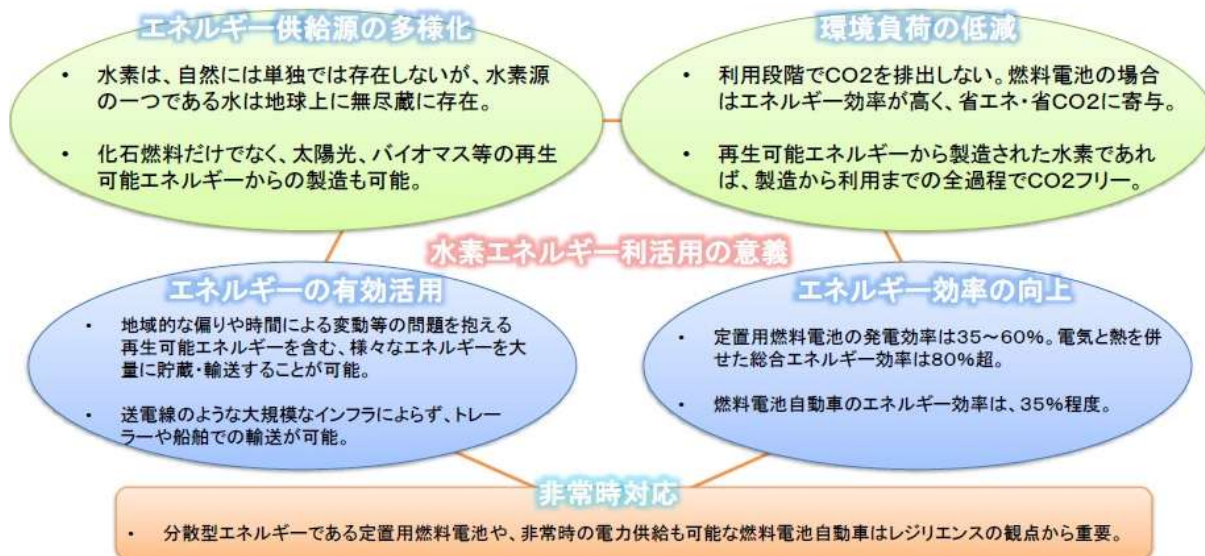 エネルギー供給源の多様化
・ 水素は、自然には単独では存在しないが、水素源
の一つである水は地球上に無尽蔵に存在。
・ 化石燃料だけでなく、太陽光、バイオマス等の再生
可能エネルギーからの製造も可能。
環境負荷の低減
・ 利用段階でCO2を排出しない。燃料電池の場合
はエネルギー効率が高く、省エネ・省CO2に寄与。
・ 再生可能エネルギーから製造された水素であれ
ば、製造から利用までの全過程でCO2フリー。
水素エネルギー利活用の意義
エネルギーの有効活用
・ 地域的な偏りや時間による変動等の問題を抱える
再生可能エネルギーを含む、様々なエネルギーを大
量に貯蔵・輸送することが可能。
・ 送電線のような大規模なインフラによらず、トレー
ラーや船舶での輸送が可能。
エネルギー効率の向上
・ 定置用燃料電池の発電効率は35～60%。電気と熱を併
せた総合エネルギー効率は80%超。
・ 燃料電池自動車のエネルギー効率は、35%程度。
非常時対応
・ 分散型エネルギーである定置用燃料電池や、非常時の電力供給も可能な燃料電池自動車はレジリエンスの観点から重要。